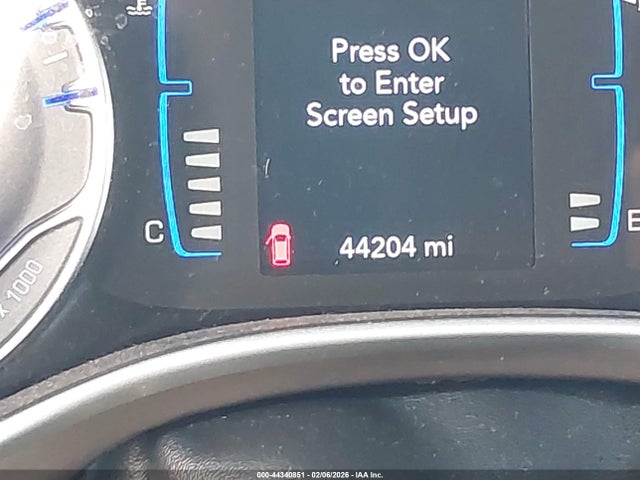 Press OK
to Enter
Screen Setup
C
E
44204 mi
x 1000
000-44340851 - 02/06/2026 - IAA Inc.